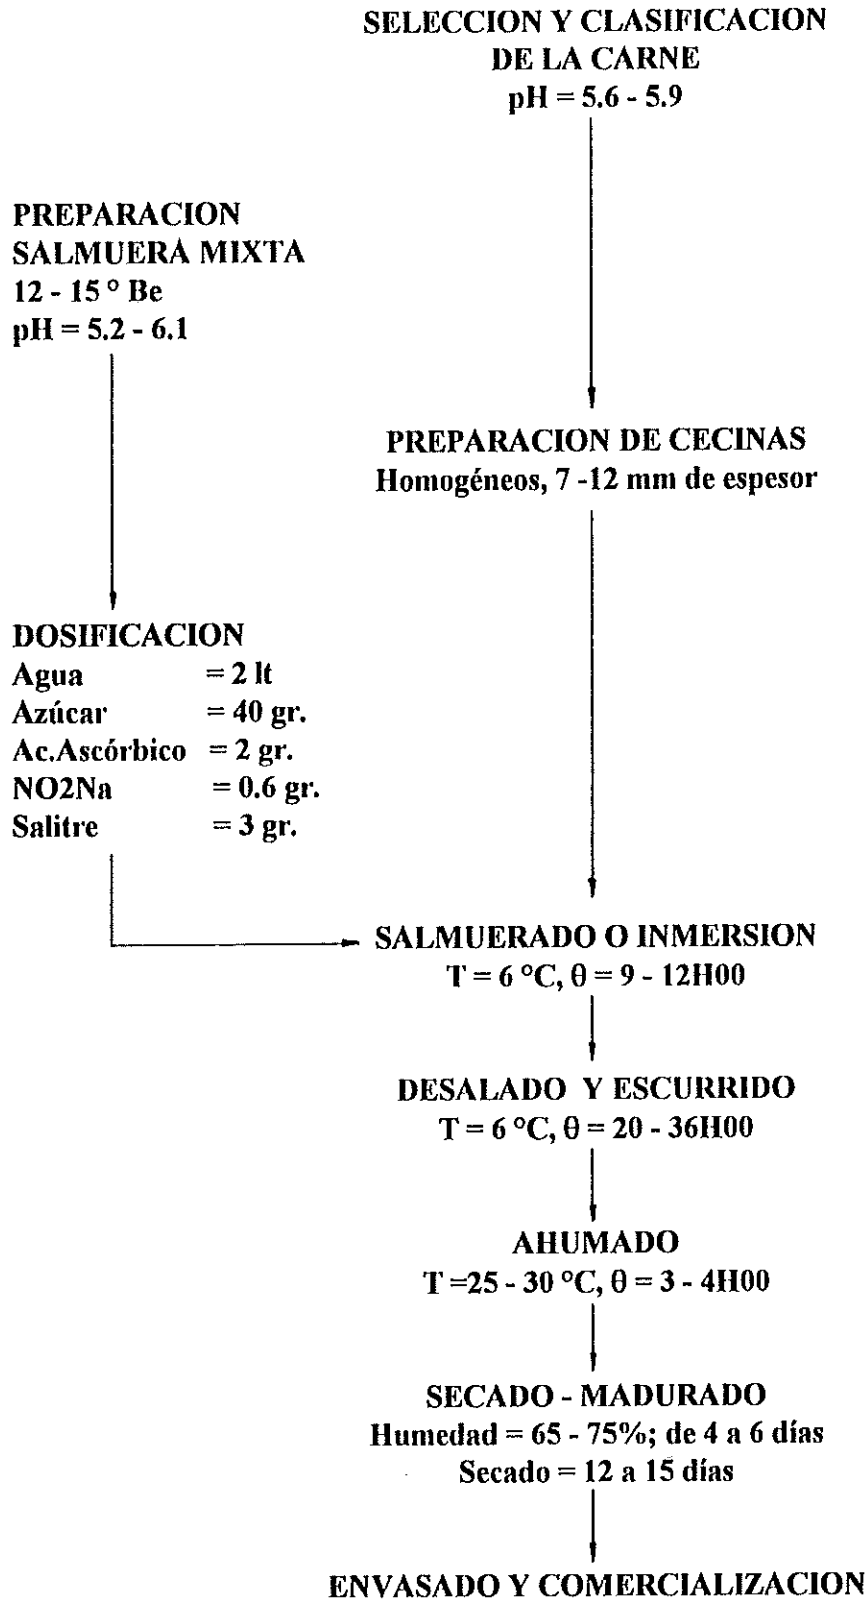 SELECCION Y CLASIFICACION
DE LA CARNE
pH = 5.6 - 5.9
PREPARACION
SALMUERA MIXTA
12 - 15 º Be
pH = 5.2 - 6.1
PREPARACION DE CECINAS
Homogéneos, 7 -12 mm de espesor
DOSIFICACION
Agua = 2 lt
Azúcar = 40 gr.
Ac.Ascórbico = 2 gr.
NO2Na = 0.6 gr.
Salitre = 3 gr.
SALMUERADO O INMERSION
T = 6 ºC, θ = 9 - 12H00
DESALADO Y ESCURRIDO
T = 6 ºC, θ = 20 - 36H00
AHUMADO
T =25 - 30 ºC, θ = 3 - 4H00
SECADO - MADURADO
Humedad = 65 - 75%; de 4 a 6 días
Secado = 12 a 15 días
ENVASADO Y COMERCIALIZACION